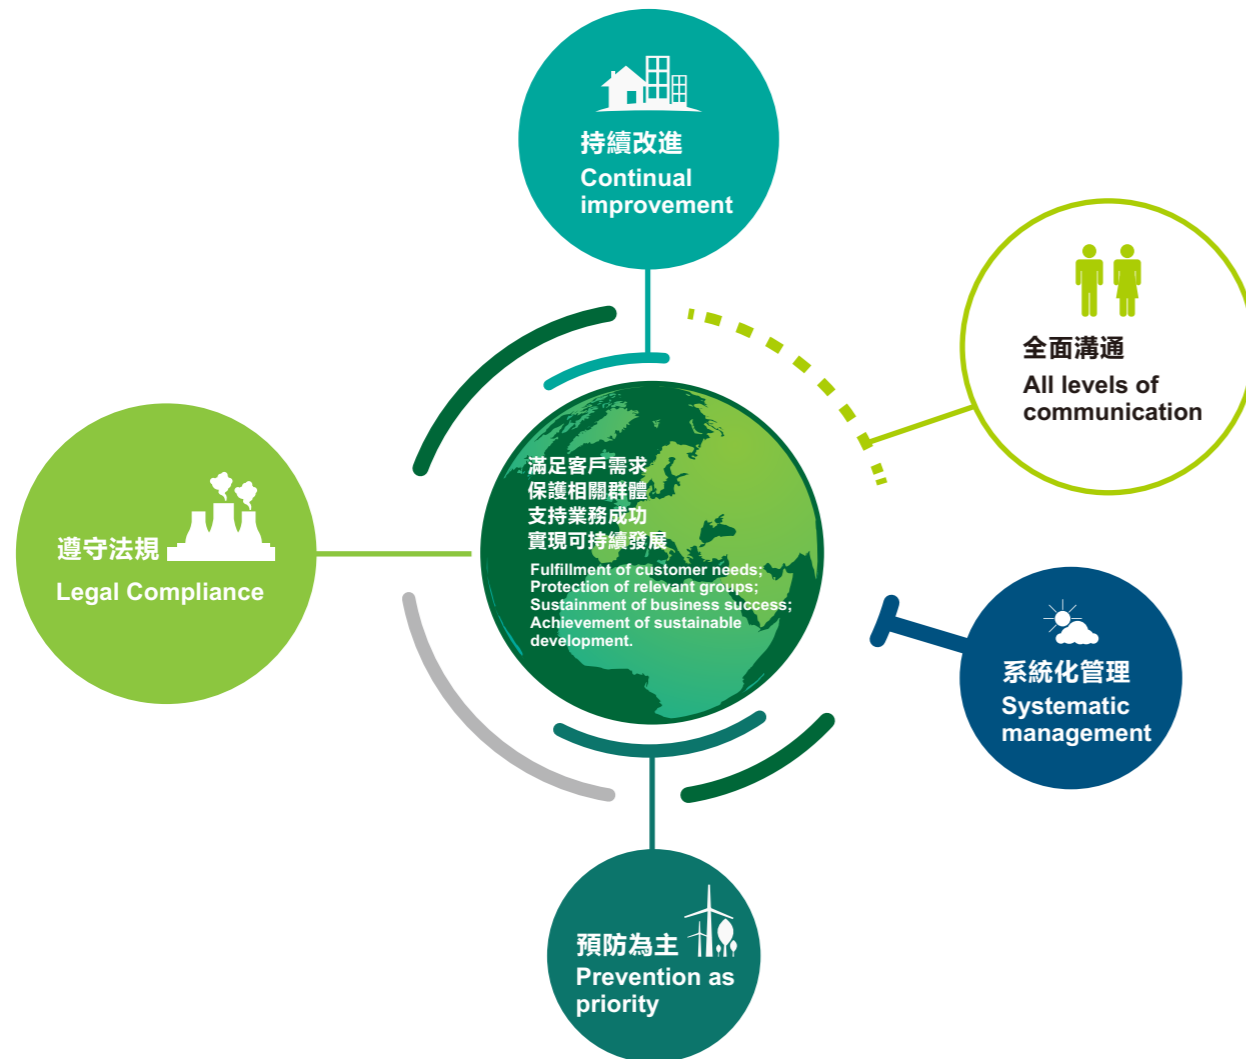 持續改進
Continual
improvement
全面溝通
All levels of
communication
滿足客戶需求
保護相關群體
支持業務成功
實現可持續發展
Fulfillment of customer needs;
Protection of relevant groups;
Sustainment of business success;
Achievement of sustainable
development.
遵守法規
Legal Compliance
系統化管理
Systematic
management
預防為主
Prevention as
priority